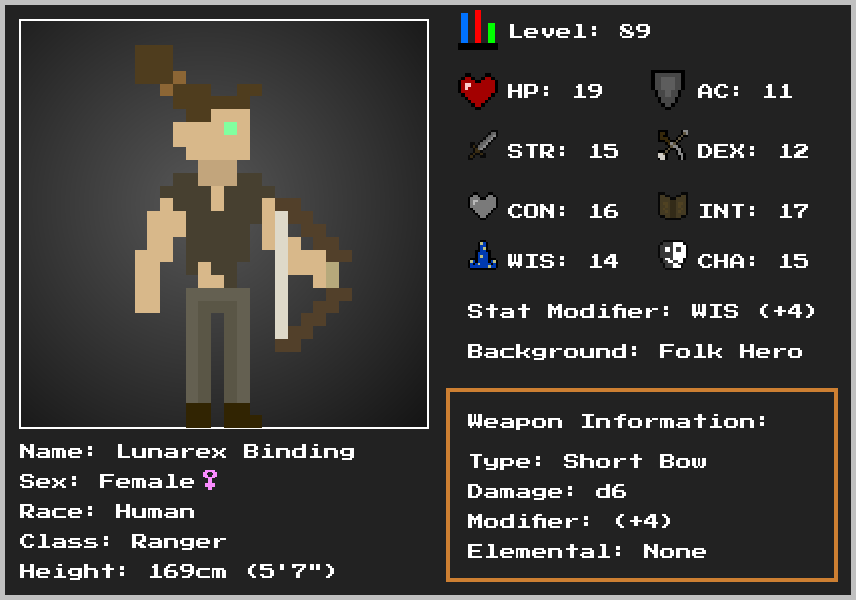 Level: 89
HP: 19
AC: 11
STR: 15
DEX: 12
CON: 16
INT: 17
WIS: 14
CHA: 15
Stat Modifier: WIS (+4)
Background: Folk Hero
Weapon Information:
Type: Short Bow
Damage: d6
Modifier: (+4)
Elemental: None
Name: Lunarex Binding
Sex: Female♀
Race: Human
Class: Ranger
Height: 169cm (5'7")